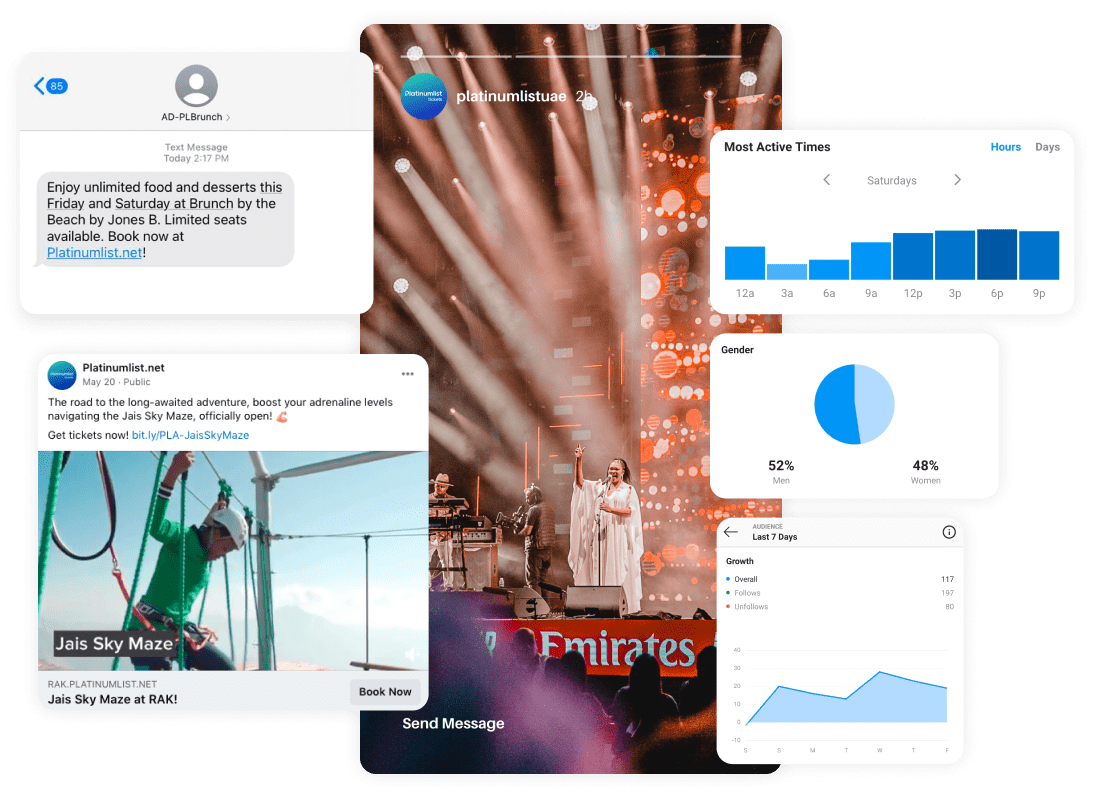 85
AD-PLBrunch >
Text Message
Today 2:17 PM
Enjoy unlimited food and desserts this
Friday and Saturday at Brunch by the
Beach by Jones B. Limited seats
available. Book now at
Platinumlist.net!
Platinumlist
tickets
platinumlistuae 2h
Emirates
Send Message
Platinumlist.net
May 20 · Public
The road to the long-awaited adventure, boost your adrenaline levels
navigating the Jais Sky Maze, officially open! 💪
Get tickets now! bit.ly/PLA-JaisSkyMaze
Jais Sky Maze
RAK.PLATINUMLIST.NET
Jais Sky Maze at RAK!
Book Now
Most Active Times
Hours Days
< Saturdays >
12a 3a 6a 9a 12p 3p 6p 9p
Gender
52% 48%
Men Women
AUDIENCE
Last 7 Days
Growth
Overall 117
Follows 197
Unfollows 80
40
30
20
10
0
-10
S S M T W T F